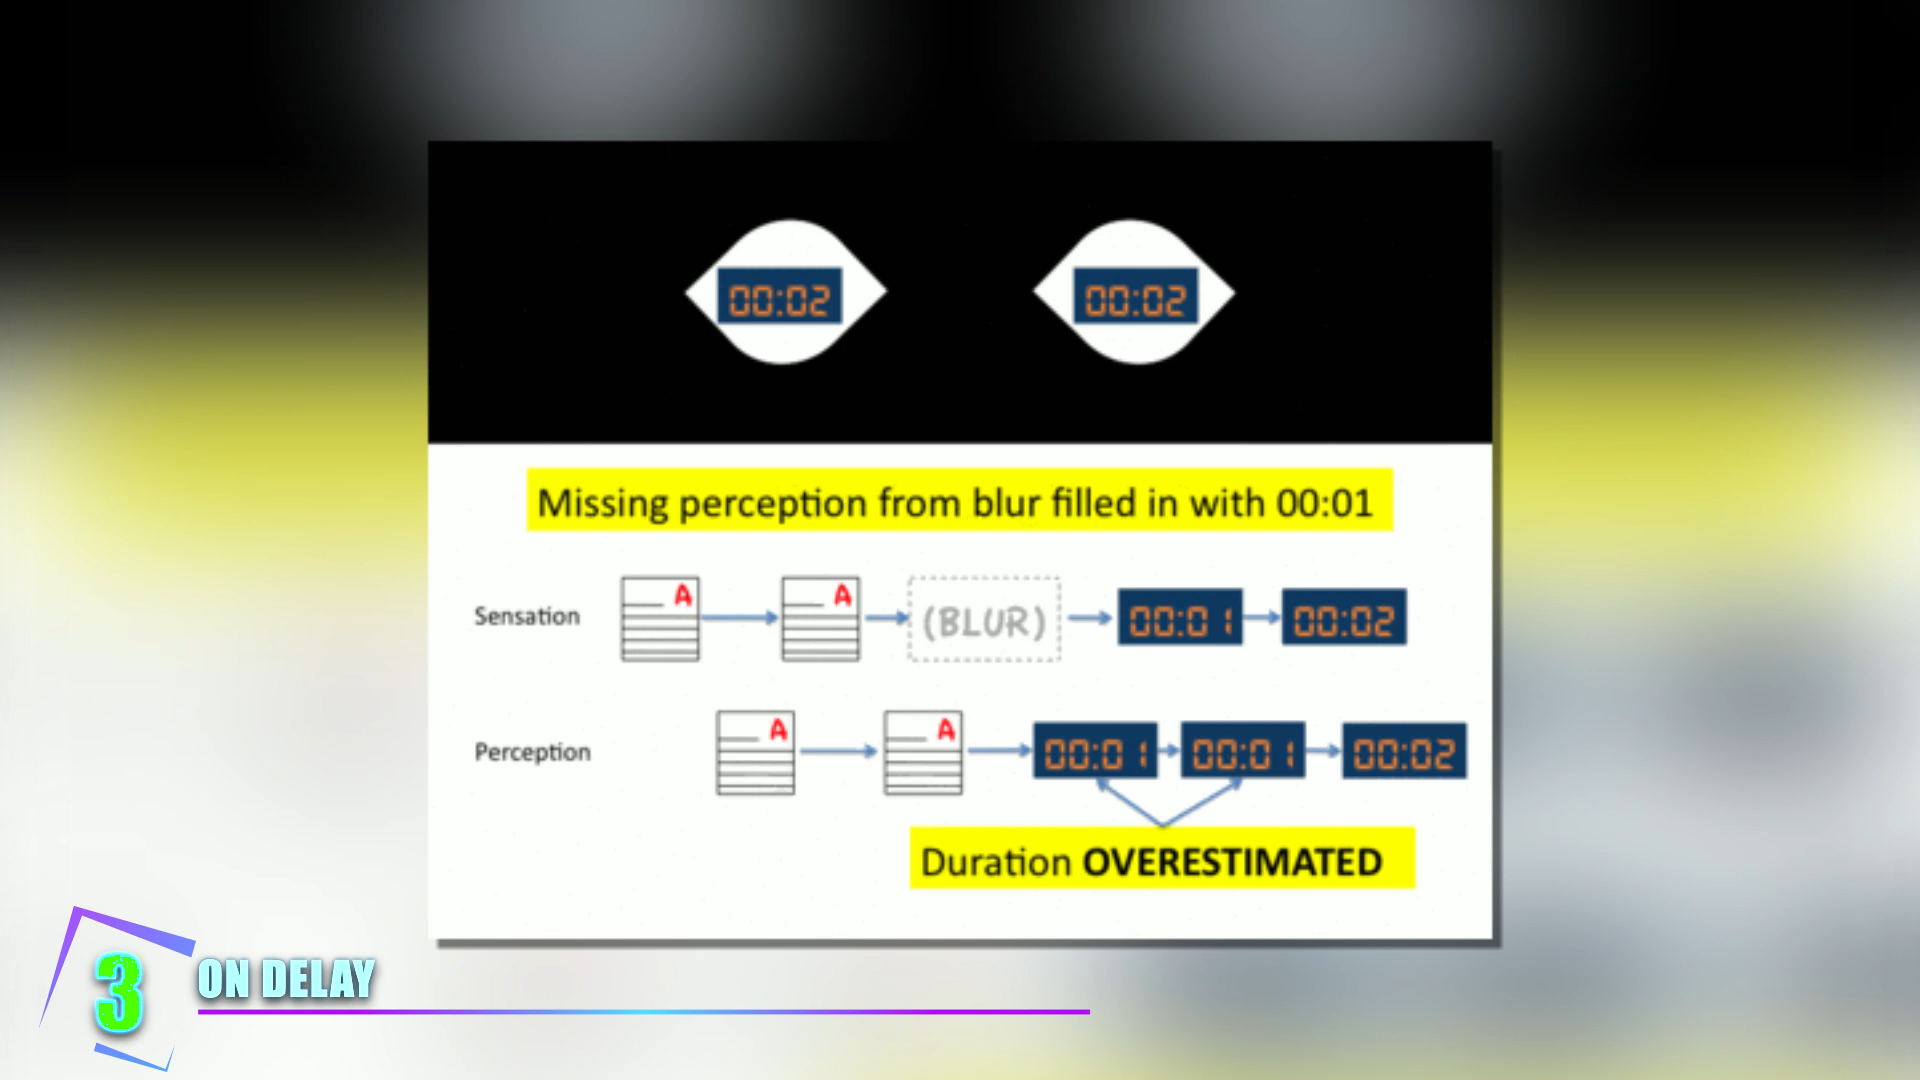 00:02 00:02
Missing perception from blur filled in with 00:01
Sensation A A (BLUR) 00:01 00:02
Perception A A 00:01 00:01 00:02
Duration OVERESTIMATED
3 ON DELAY